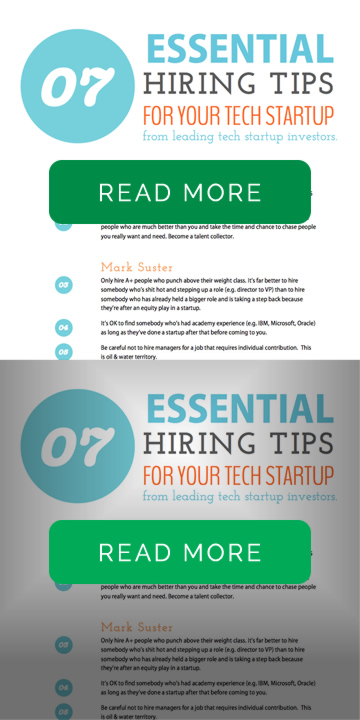 07
ESSENTIAL
HIRING TIPS
FOR YOUR TECH STARTUP
from leading tech startup investors.
READ MORE
people who are much better than you and take the time and chance to chase people
you really want and need. Become a talent collector.
Mark Suster
03
Only hire A+ people who punch above their weight class. It's far better to hire
somebody who's shit hot and stepping up a role (e.g. director to VP) than to hire
somebody who has already held a bigger role and is taking a step back because
they're after an equity play in a startup.
04
It's OK to find somebody who's had academy experience (e.g. IBM, Microsoft, Oracle)
as long as they've done a startup after that before coming to you.
05
Be careful not to hire managers for a job that requires individual contribution. This
is oil & water territory.
07
ESSENTIAL
HIRING TIPS
FOR YOUR TECH STARTUP
from leading tech startup investors.
READ MORE
people who are much better than you and take the time and chance to chase people
you really want and need. Become a talent collector.
Mark Suster
03
Only hire A+ people who punch above their weight class. It's far better to hire
somebody who's shit hot and stepping up a role (e.g. director to VP) than to hire
somebody who has already held a bigger role and is taking a step back because
they're after an equity play in a startup.
04
It's OK to find somebody who's had academy experience (e.g. IBM, Microsoft, Oracle)
as long as they've done a startup after that before coming to you.
05
Be careful not to hire managers for a job that requires individual contribution. This
is oil & water territory.